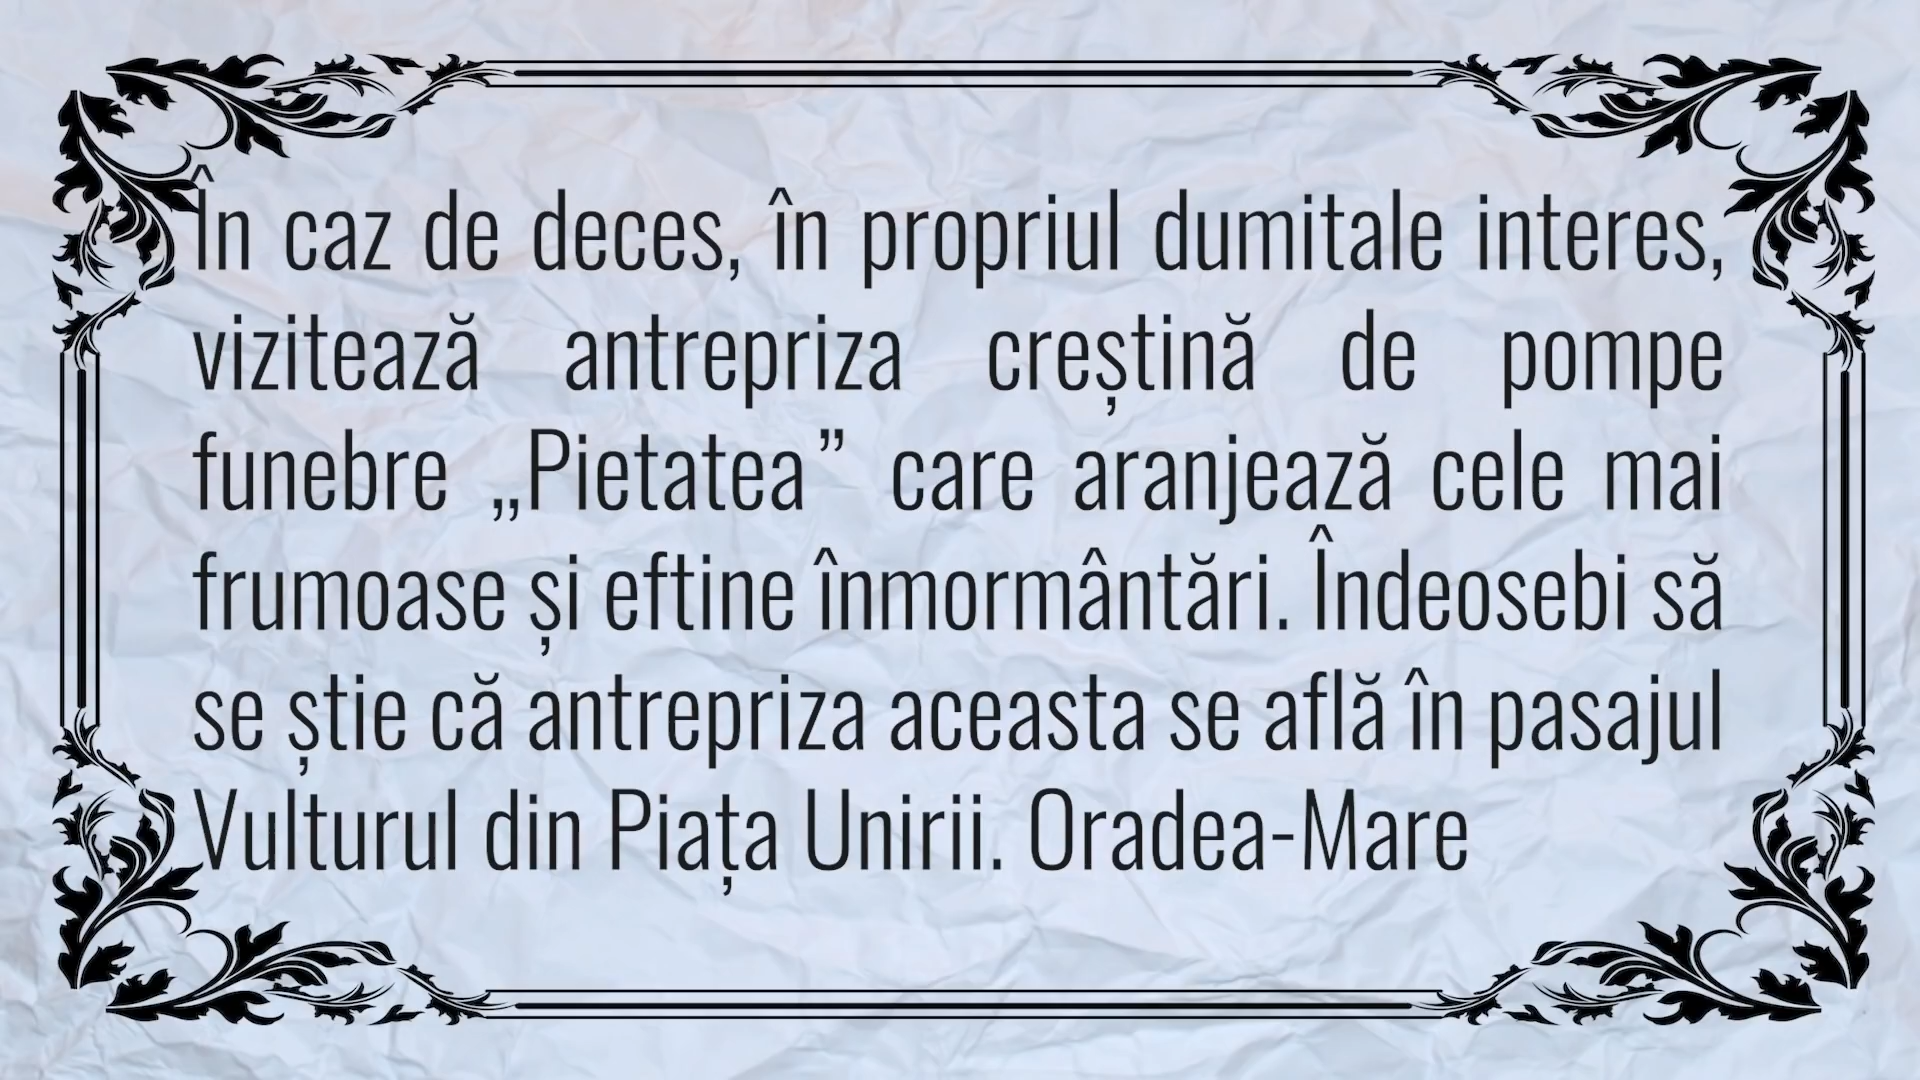 În caz de deces, în propriul dumitale interes,
vizitează antrepriza creștină de pompe
funebre „Pietatea” care aranjează cele mai
frumoase și eftine înmormântări. Îndeosebi să
se știe că antrepriza aceasta se află în pasajul
Vulturul din Piața Unirii. Oradea-Mare